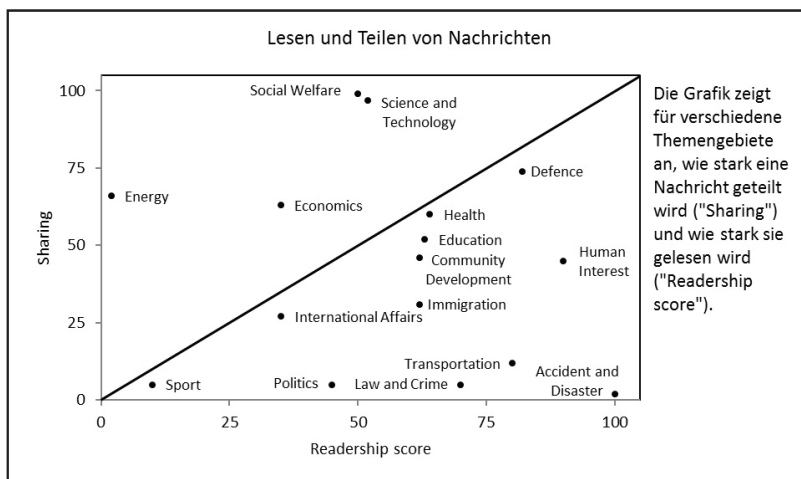 Lesen und Teilen von Nachrichten
100
75
50
25
0
Sharing
Social Welfare
Science and
Technology
Energy
Economics
Defence
Health
Education
Community
Development
Human
Interest
Immigration
International Affairs
Transportation
Accident and
Disaster
Sport
Politics
Law and Crime
0
25
50
75
100
Readership score
Die Grafik zeigt
für verschiedene
Themengebiete
an, wie stark eine
Nachricht geteilt
wird ("Sharing")
und wie stark sie
gelesen wird
("Readership
score").